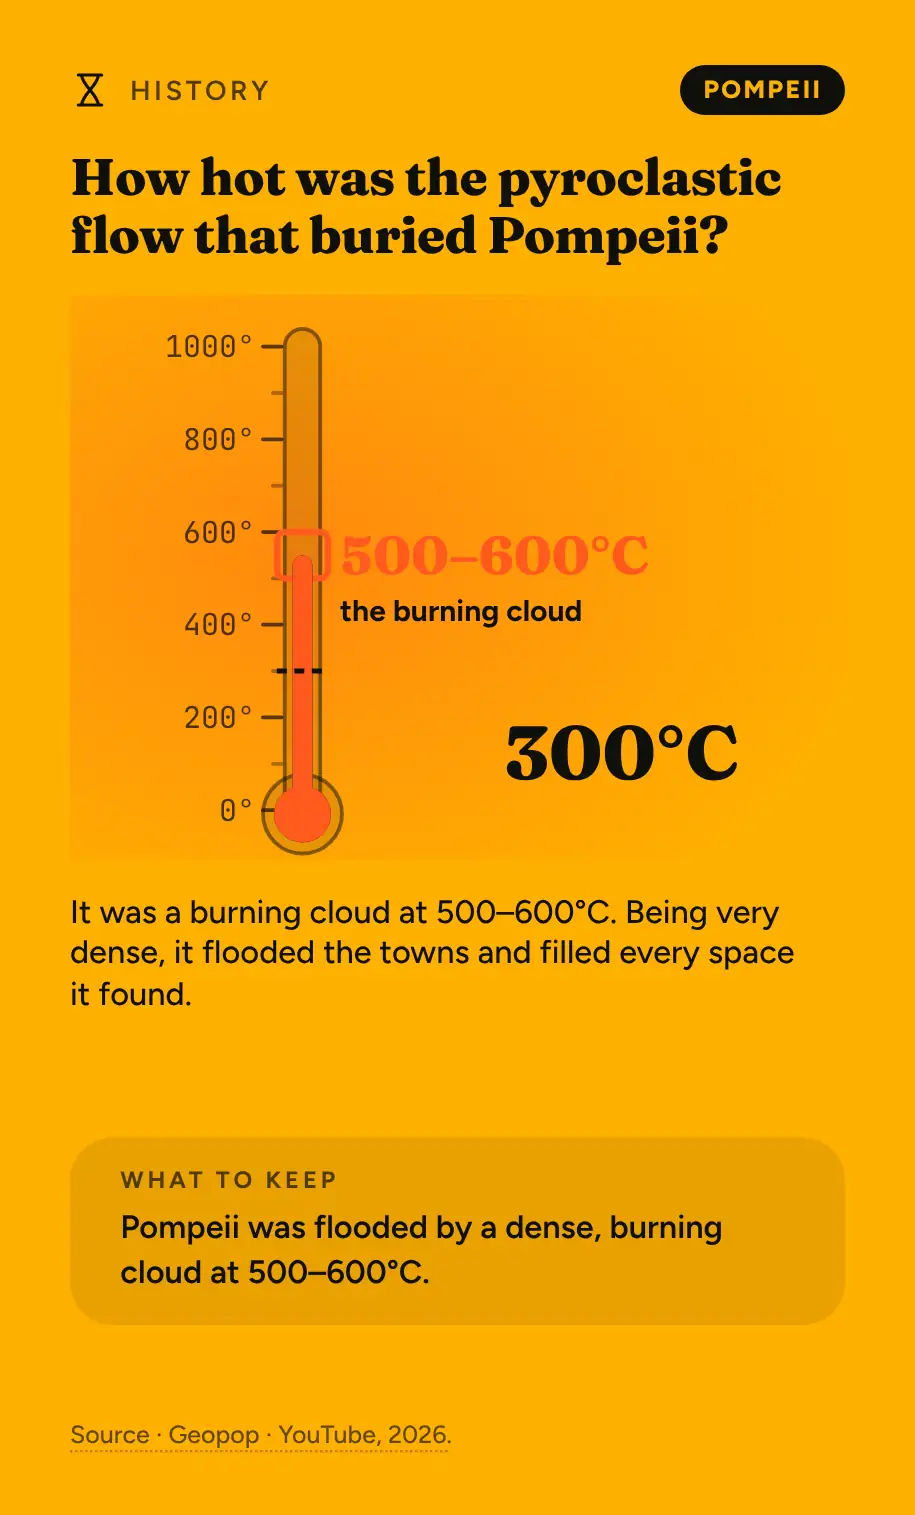 HISTORY
POMPEII
How hot was the pyroclastic
flow that buried Pompeii?
1000°
800°
600°
500–600°C
the burning cloud
400°
200°
300°C
0°
It was a burning cloud at 500–600°C. Being very
dense, it flooded the towns and filled every space
it found.
WHAT TO KEEP
Pompeii was flooded by a dense, burning
cloud at 500–600°C.
Source · Geopop · YouTube, 2026.